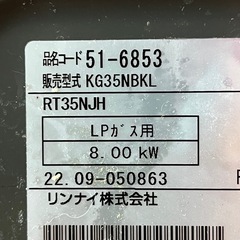 品名コード 51-6853
販売型式 KG35NBKL
RT35NJH
LPガス用
8.00 kW
22.09-050863
リンナイ株式会社